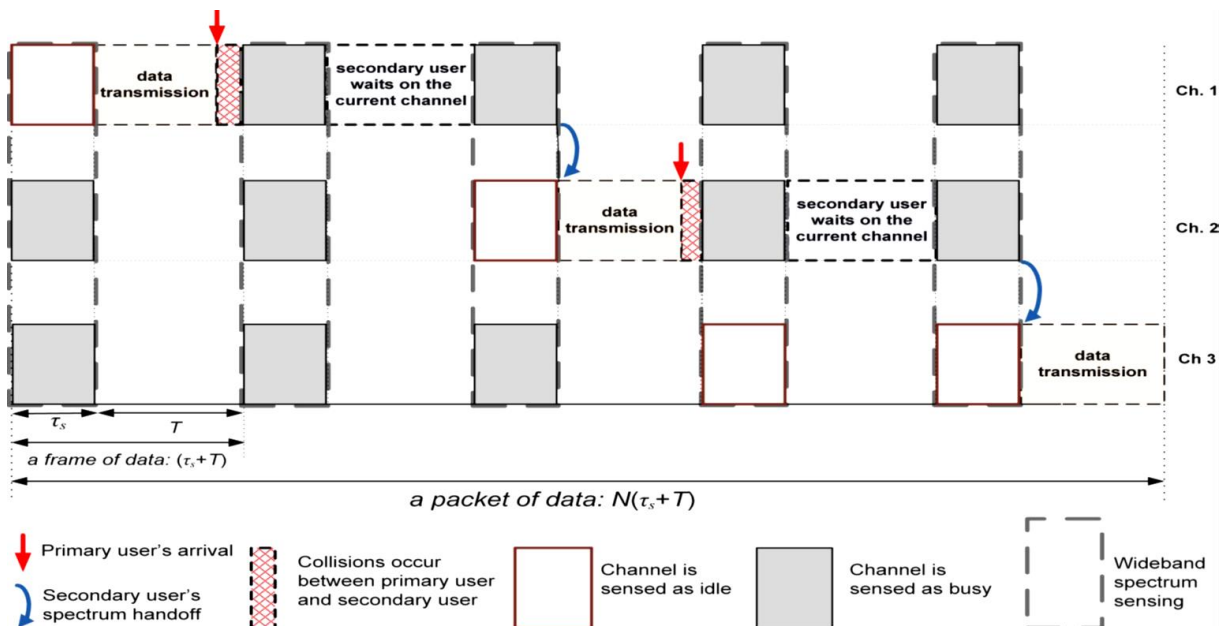 data
transmission
secondary user
waits on the
current channel
Ch. 1
data
transmission
secondary user
waits on the
current channel
Ch. 2
data
transmission
Ch 3
τs
T
a frame of data: (τs+T)
a packet of data: N(τs+T)
Primary user's arrival
Secondary user's
spectrum handoff
Collisions occur
between primary user
and secondary user
Channel is
sensed as idle
Channel is
sensed as busy
Wideband
spectrum
sensing